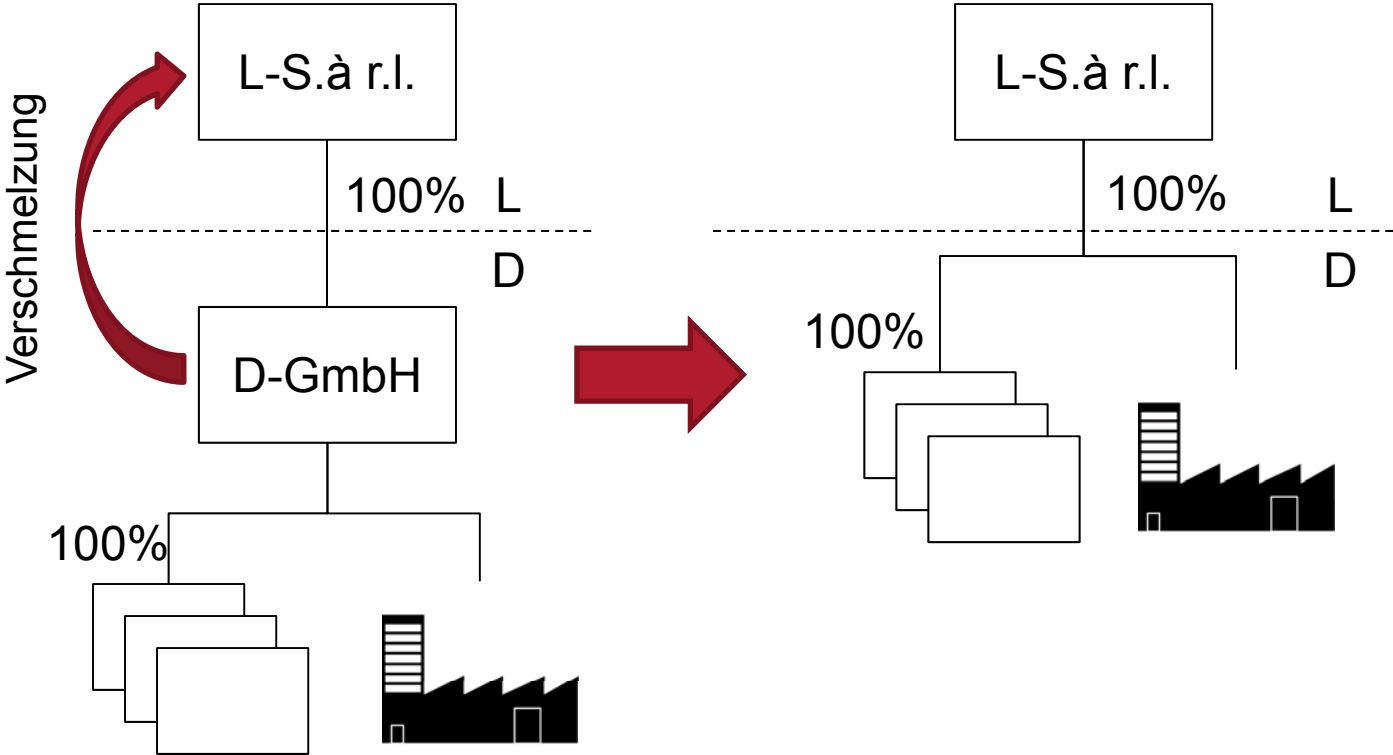 Verschmelzung
L-S.à r.l.
100% L
D
D-GmbH
100%
L-S.à r.l.
100% L
D
100%